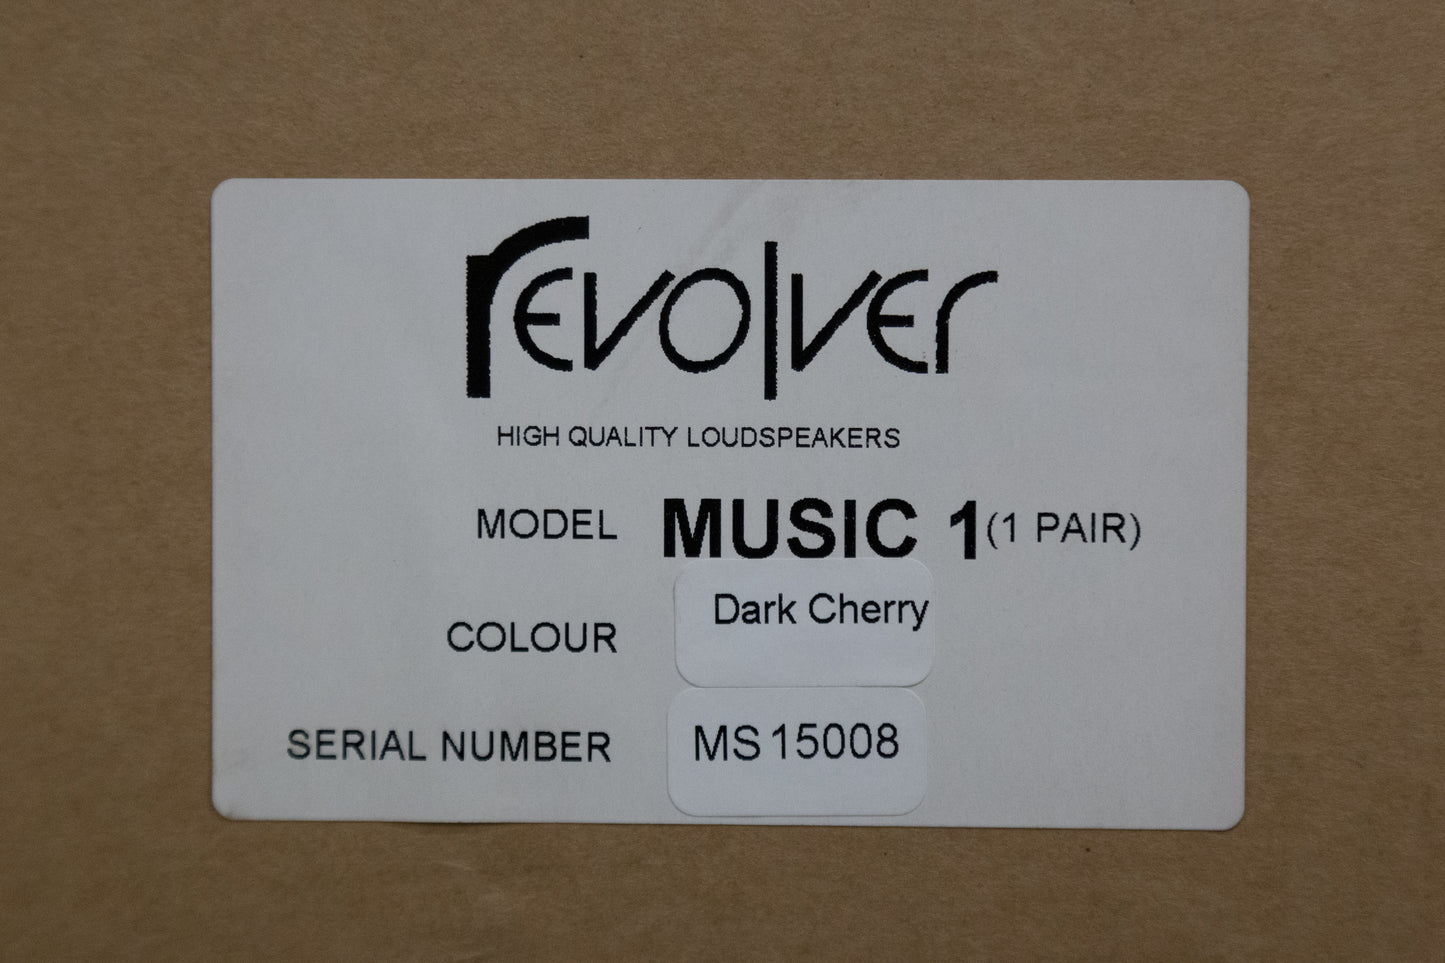 revolver
HIGH QUALITY LOUDSPEAKERS
MODEL MUSIC 1 (1 PAIR)
COLOUR Dark Cherry
SERIAL NUMBER MS 15008